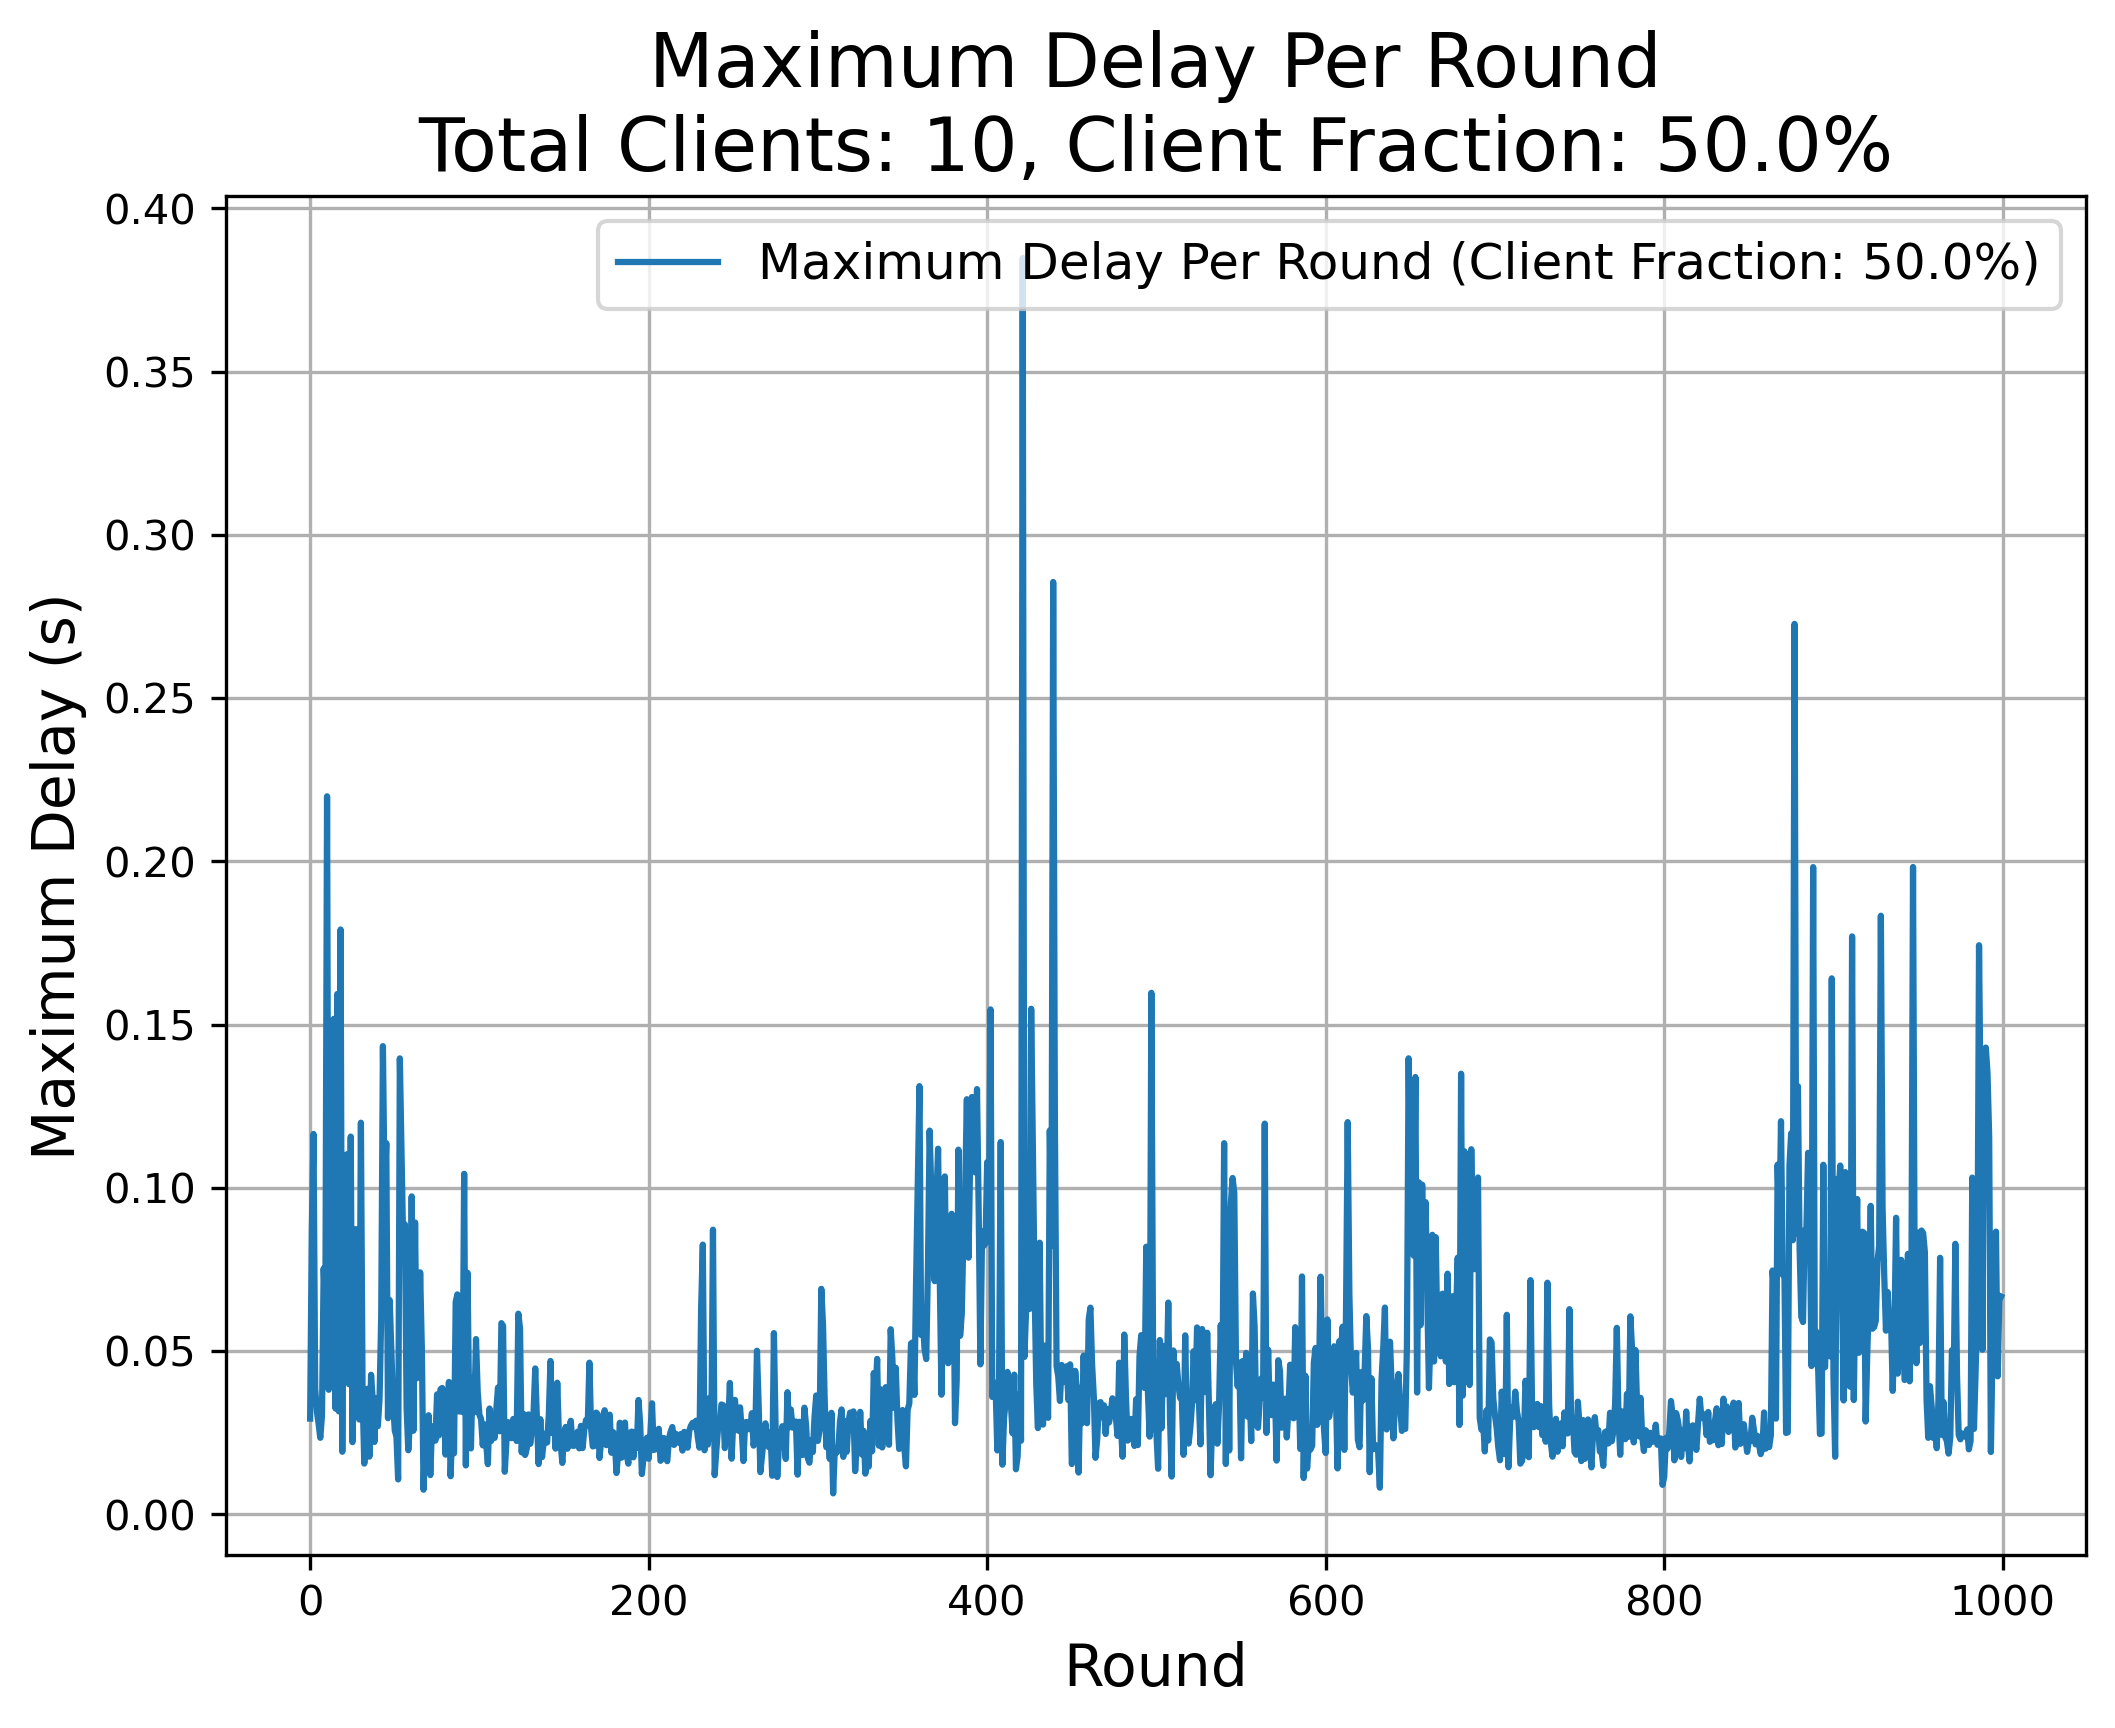 Maximum Delay Per Round
Total Clients: 10, Client Fraction: 50.0%
Maximum Delay Per Round (Client Fraction: 50.0%)
0.40
0.35
0.30
0.25
0.20
0.15
0.10
0.05
0.00
Maximum Delay (s)
0 200 400 600 800 1000
Round